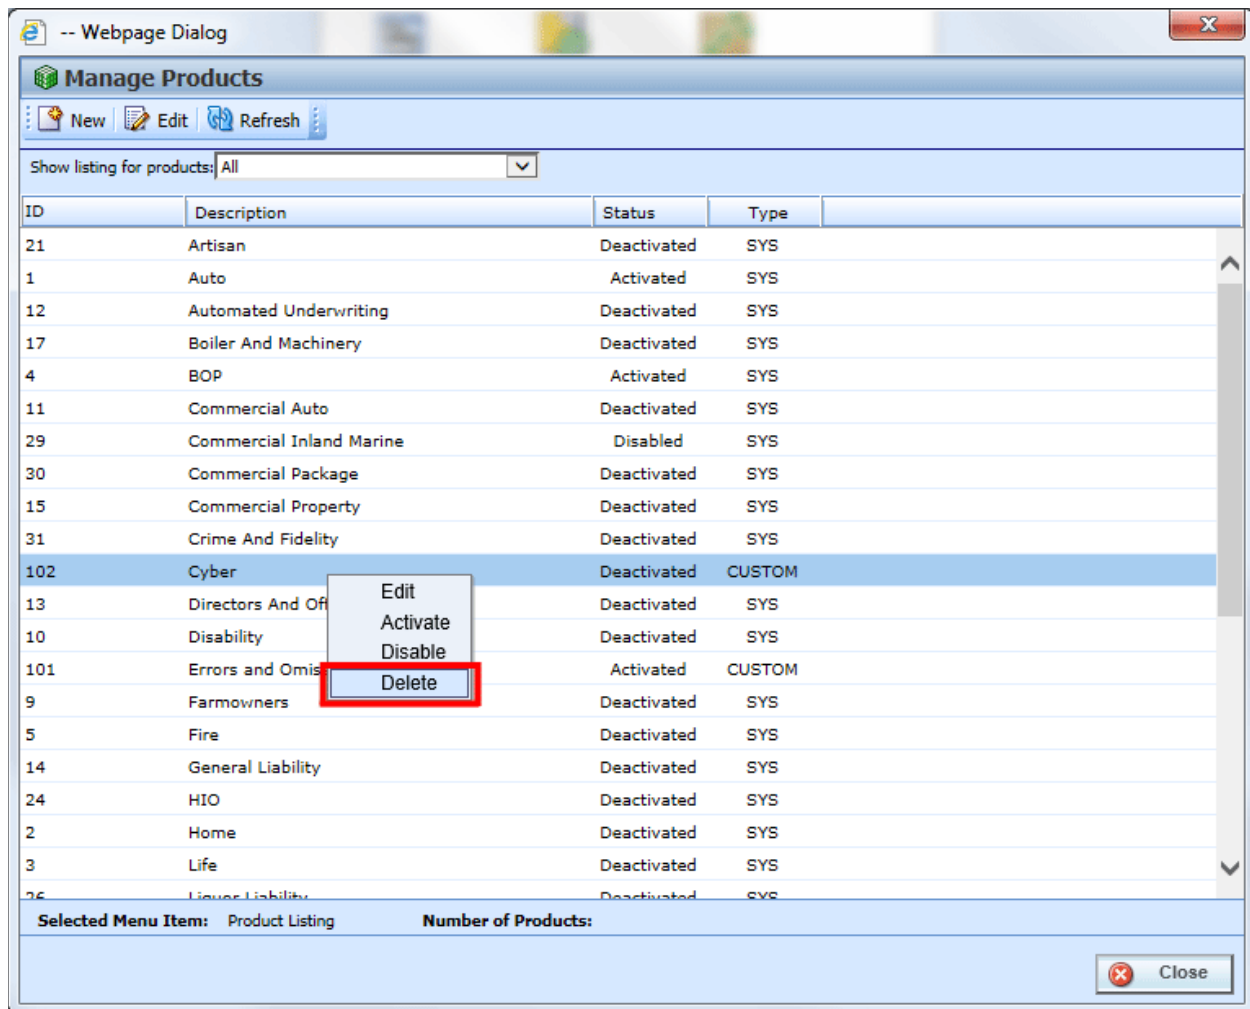 -- Webpage Dialog
X
Manage Products
New Edit Refresh
Show listing for products: All
ID Description Status Type
21 Artisan Deactivated SYS
1 Auto Activated SYS
12 Automated Underwriting Deactivated SYS
17 Boiler And Machinery Deactivated SYS
4 BOP Activated SYS
11 Commercial Auto Deactivated SYS
29 Commercial Inland Marine Disabled SYS
30 Commercial Package Deactivated SYS
15 Commercial Property Deactivated SYS
31 Crime And Fidelity Deactivated SYS
102 Cyber Deactivated CUSTOM
13 Directors And Off Deactivated SYS
10 Disability Deactivated SYS
101 Errors and Omis Activated CUSTOM
9 Farmowners Deactivated SYS
5 Fire Deactivated SYS
14 General Liability Deactivated SYS
24 HIO Deactivated SYS
2 Home Deactivated SYS
3 Life Deactivated SYS
26 Liquor Liability Deactivated SYS
Edit
Activate
Disable
Delete
Selected Menu Item: Product Listing Number of Products:
Close